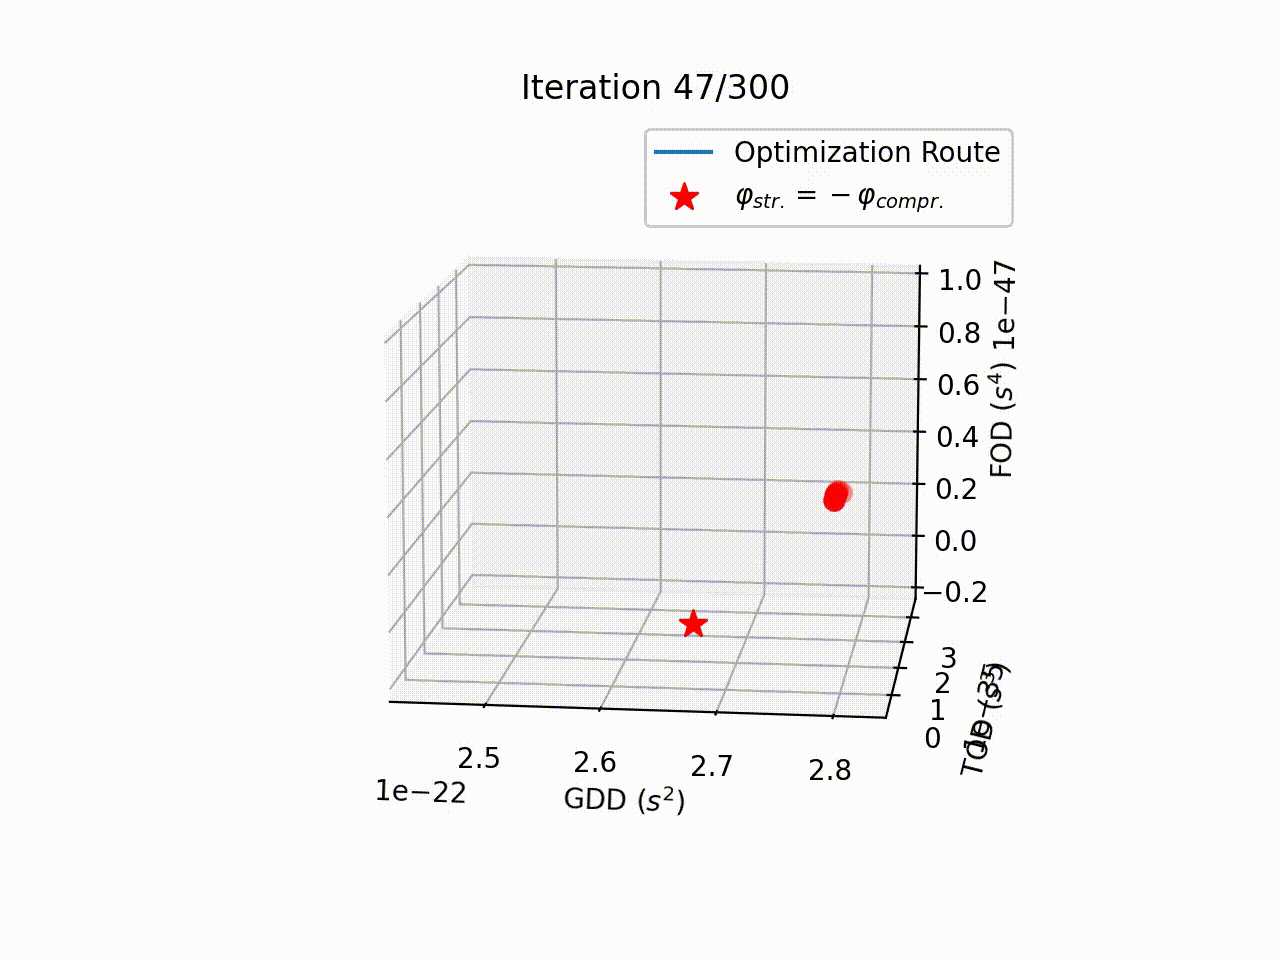 Iteration 47/300
Optimization Route
φstr. = − φcompr.
1.0
0.8
0.6
0.4
0.2
0.0
−0.2
FOD (s⁴) 1e−47
3
2
1
0
TOD (s³)
2.5
2.6
2.7
2.8
1e−22
GDD (s²)